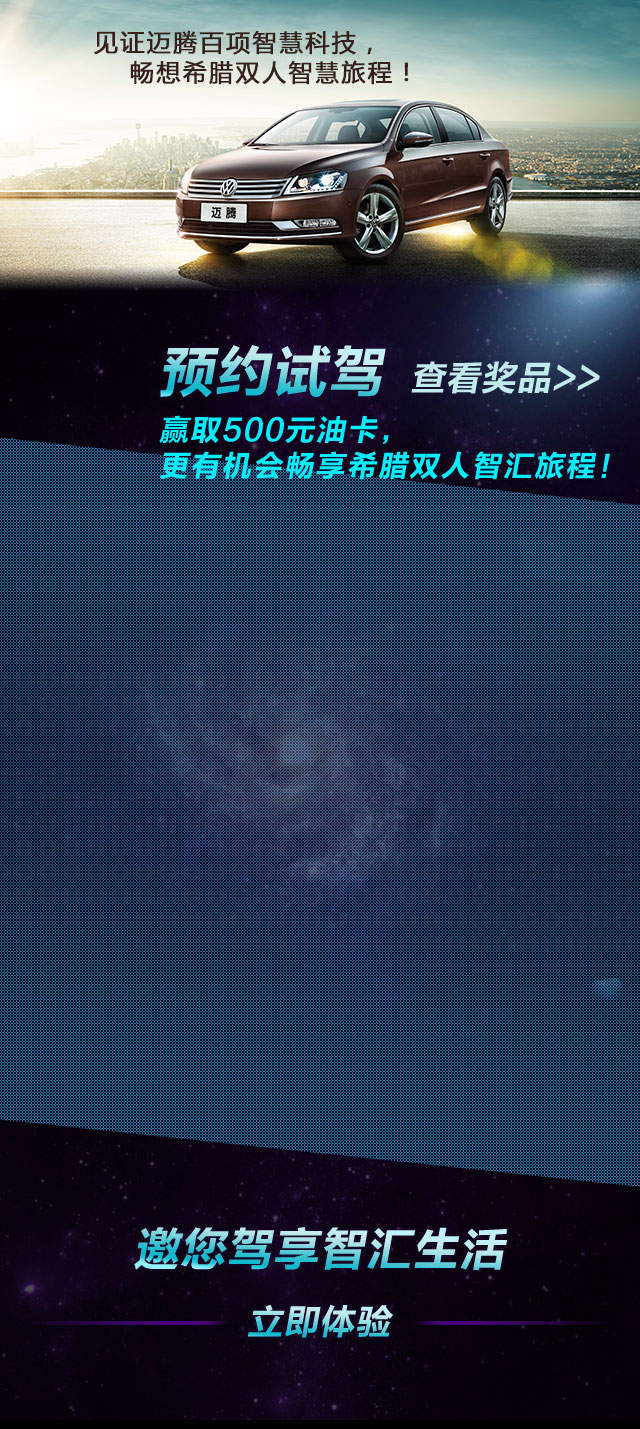 见证迈腾百项智慧科技，
畅想希腊双人智慧旅程！
迈腾
预约试驾 查看奖品>>
赢取500元油卡，
更有机会畅享希腊双人智汇旅程！
邀您驾享智汇生活
立即体验